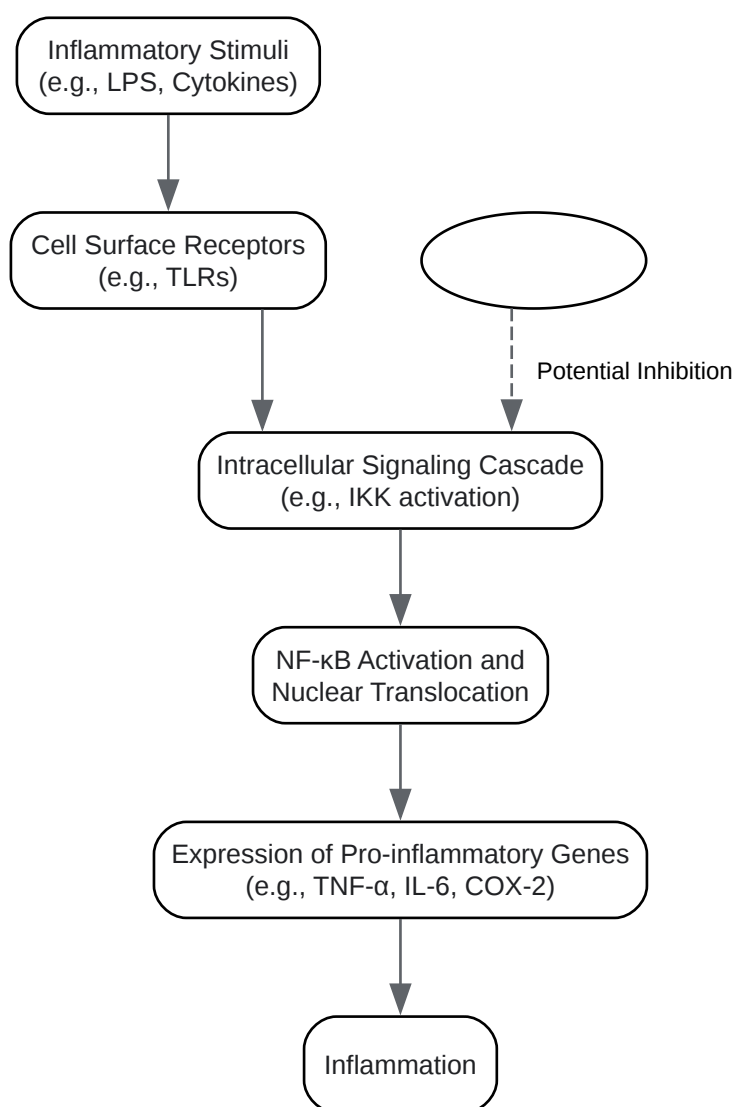 Inflammatory Stimuli
(e.g., LPS, Cytokines)
Cell Surface Receptors
(e.g., TLRs)
Potential Inhibition
Intracellular Signaling Cascade
(e.g., IKK activation)
NF-κB Activation and
Nuclear Translocation
Expression of Pro-inflammatory Genes
(e.g., TNF-α, IL-6, COX-2)
Inflammation